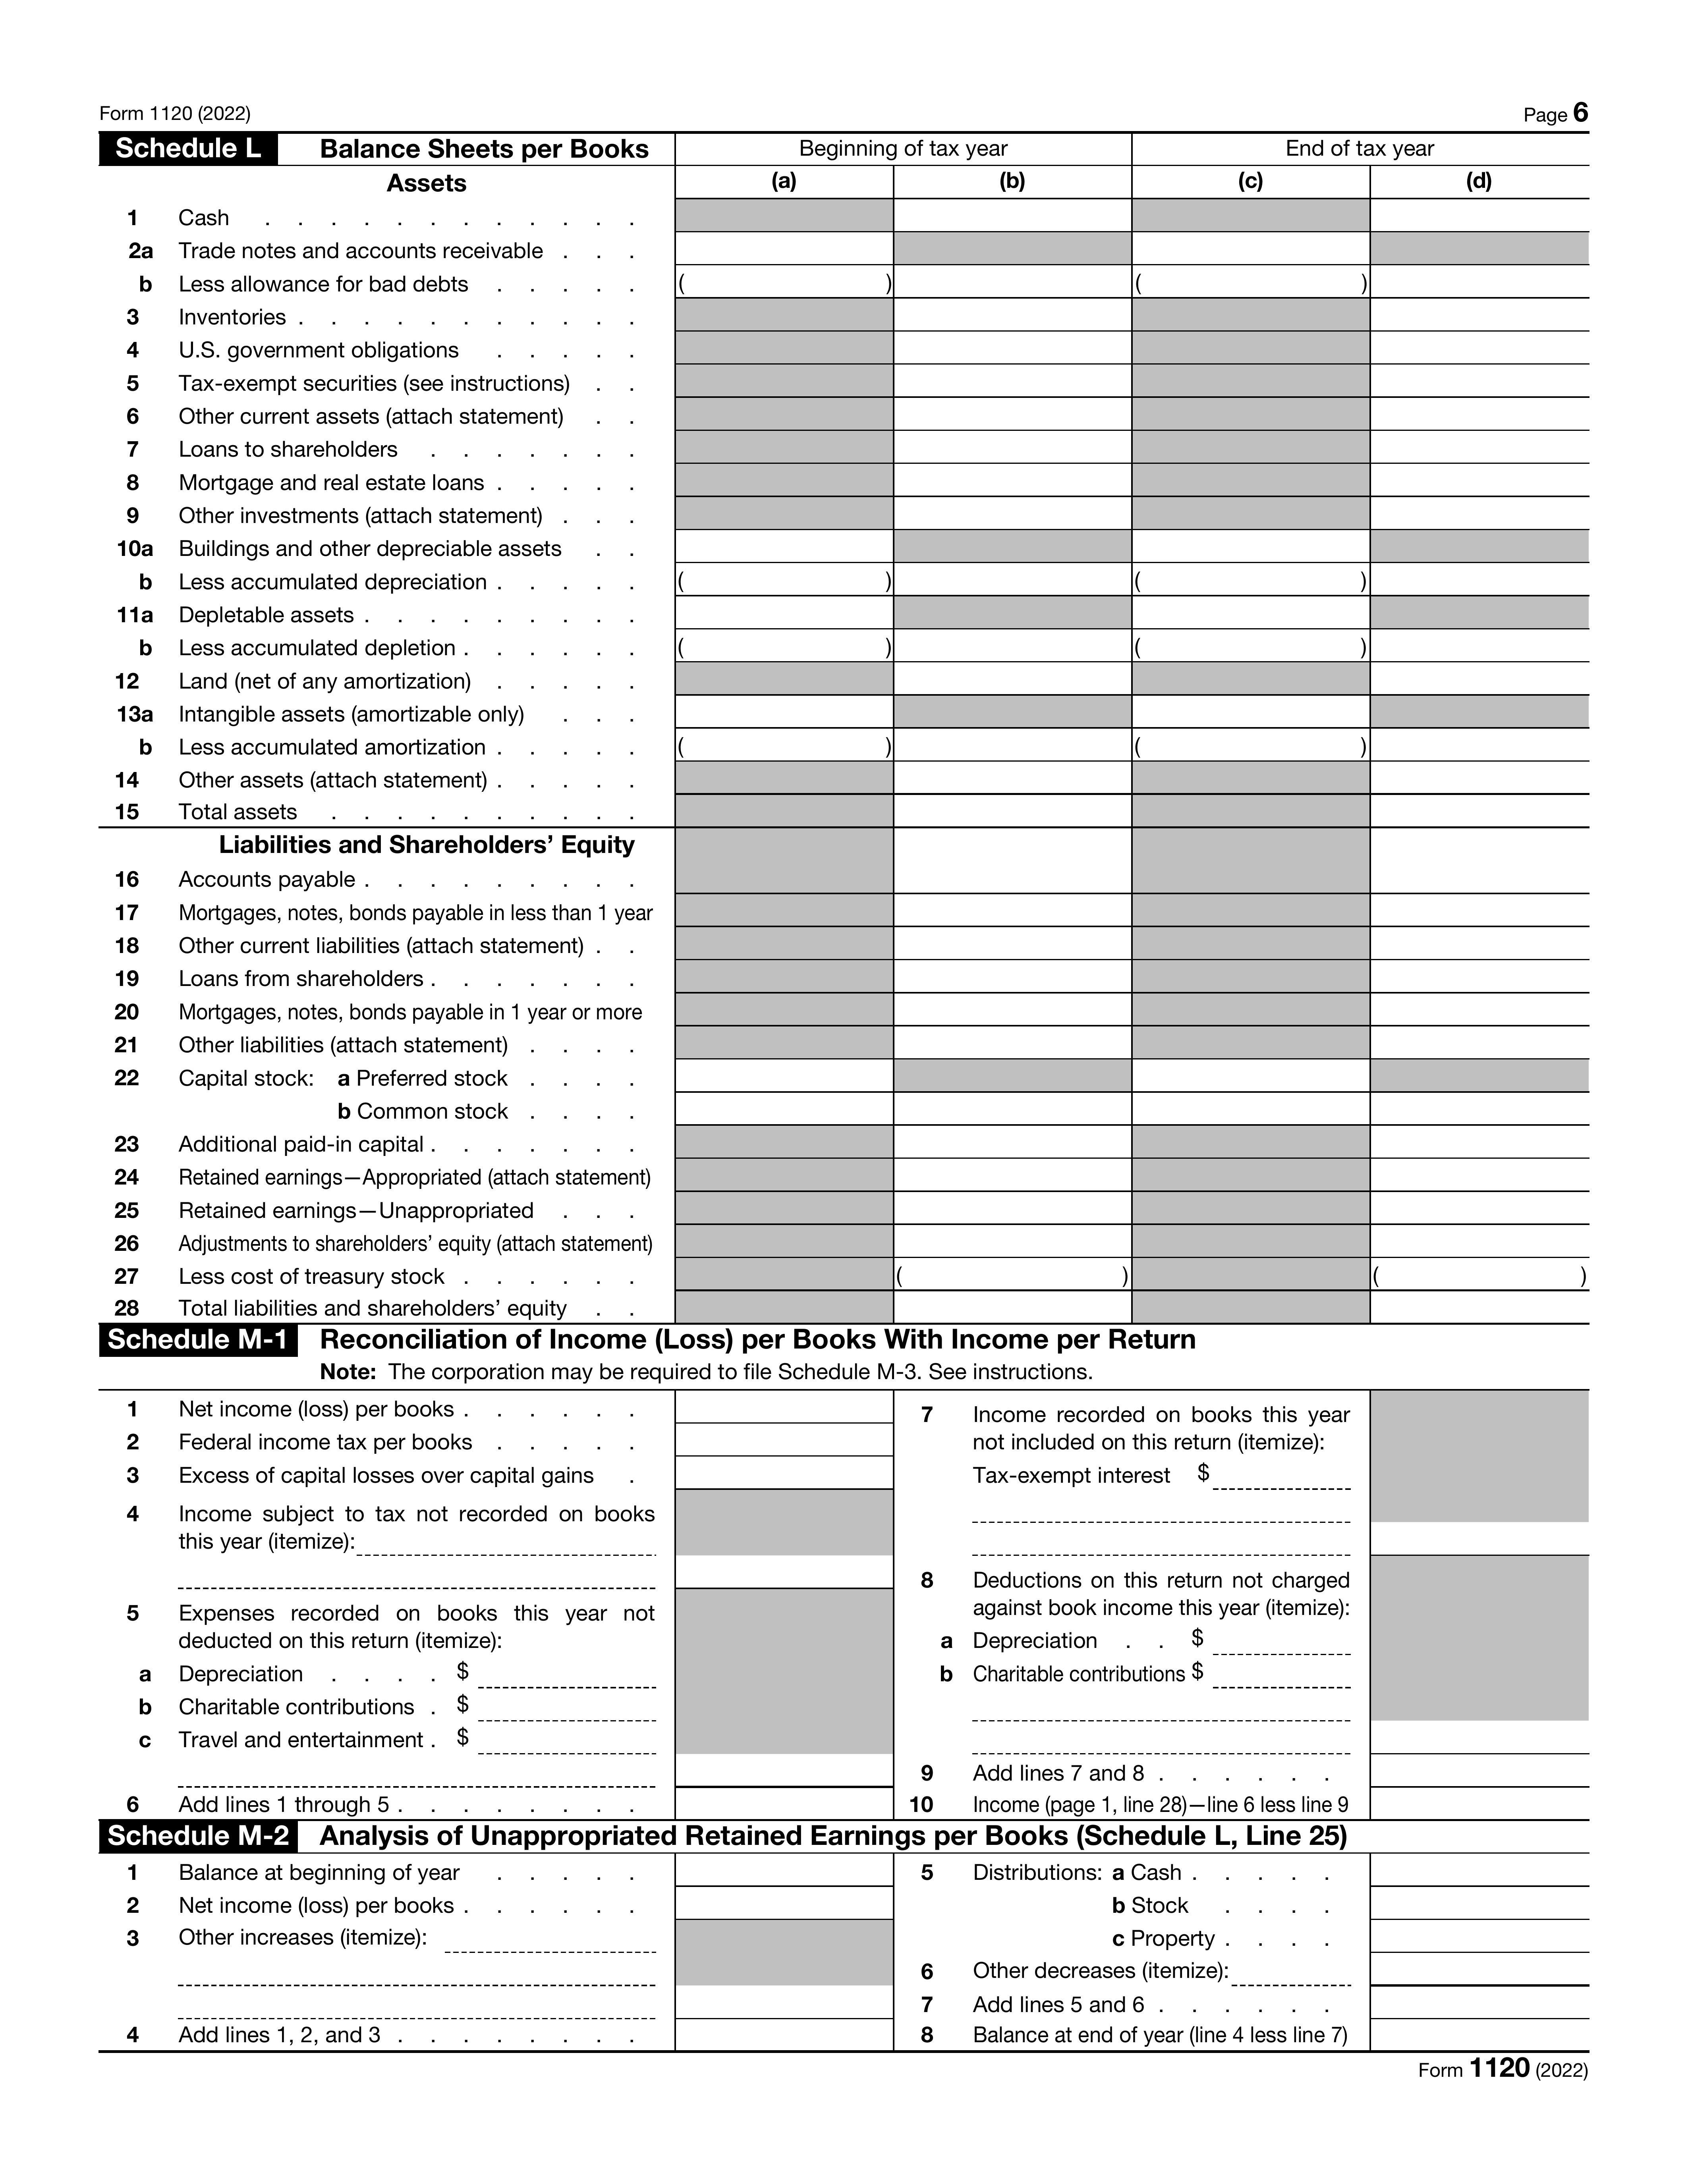 Form 1120 (2022) Page 6
Schedule L Balance Sheets per Books Beginning of tax year End of tax year
Assets (a) (b) (c) (d)
1 Cash . . . . . . . . . . . .
2a Trade notes and accounts receivable . . .
b Less allowance for bad debts . . . . . ( ) ( )
3 Inventories . . . . . . . . . . .
4 U.S. government obligations . . . . .
5 Tax-exempt securities (see instructions) . .
6 Other current assets (attach statement) . .
7 Loans to shareholders . . . . . . .
8 Mortgage and real estate loans . . . . .
9 Other investments (attach statement) . . .
10a Buildings and other depreciable assets . .
b Less accumulated depreciation . . . . . ( ) ( )
11a Depletable assets . . . . . . . . .
b Less accumulated depletion . . . . . . ( ) ( )
12 Land (net of any amortization) . . . . .
13a Intangible assets (amortizable only) . . .
b Less accumulated amortization . . . . . ( ) ( )
14 Other assets (attach statement) . . . . .
15 Total assets . . . . . . . . . .
Liabilities and Shareholders' Equity
16 Accounts payable . . . . . . . . .
17 Mortgages, notes, bonds payable in less than 1 year
18 Other current liabilities (attach statement) . .
19 Loans from shareholders . . . . . . .
20 Mortgages, notes, bonds payable in 1 year or more
21 Other liabilities (attach statement) . . . .
22 Capital stock: a Preferred stock . . . .
b Common stock . . . .
23 Additional paid-in capital . . . . . . .
24 Retained earnings—Appropriated (attach statement)
25 Retained earnings—Unappropriated . . .
26 Adjustments to shareholders' equity (attach statement)
27 Less cost of treasury stock . . . . . . ( ) ( )
28 Total liabilities and shareholders' equity . .
Schedule M-1 Reconciliation of Income (Loss) per Books With Income per Return
Note: The corporation may be required to file Schedule M-3. See instructions.
1 Net income (loss) per books . . . . . .
2 Federal income tax per books . . . . .
3 Excess of capital losses over capital gains .
4 Income subject to tax not recorded on books
this year (itemize):
5 Expenses recorded on books this year not
deducted on this return (itemize):
a Depreciation . . . . $
b Charitable contributions . $
c Travel and entertainment . $
6 Add lines 1 through 5 . . . . . . . .
7 Income recorded on books this year
not included on this return (itemize):
Tax-exempt interest $
8 Deductions on this return not charged
against book income this year (itemize):
a Depreciation . . $
b Charitable contributions $
9 Add lines 7 and 8 . . . . . .
10 Income (page 1, line 28)—line 6 less line 9
Schedule M-2 Analysis of Unappropriated Retained Earnings per Books (Schedule L, Line 25)
1 Balance at beginning of year . . . . .
2 Net income (loss) per books . . . . . .
3 Other increases (itemize):
4 Add lines 1, 2, and 3 . . . . . . . .
5 Distributions: a Cash . . . . .
b Stock . . . .
c Property . . . .
6 Other decreases (itemize):
7 Add lines 5 and 6 . . . . . .
8 Balance at end of year (line 4 less line 7)
Form 1120 (2022)